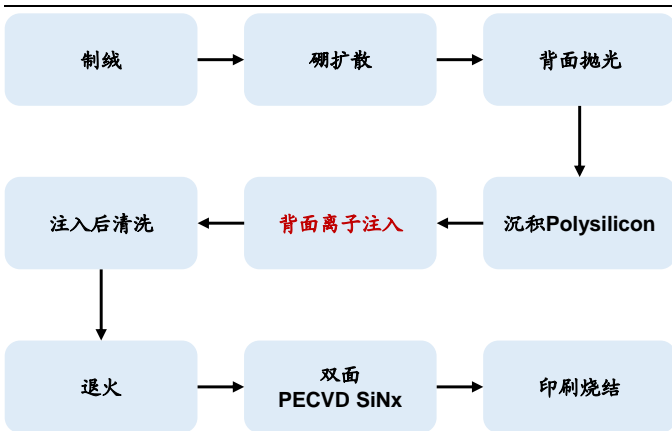 制绒
硼扩散
背面抛光
沉积Polysilicon
背面离子注入
注入后清洗
退火
双面
PECVD SiNx
印刷烧结